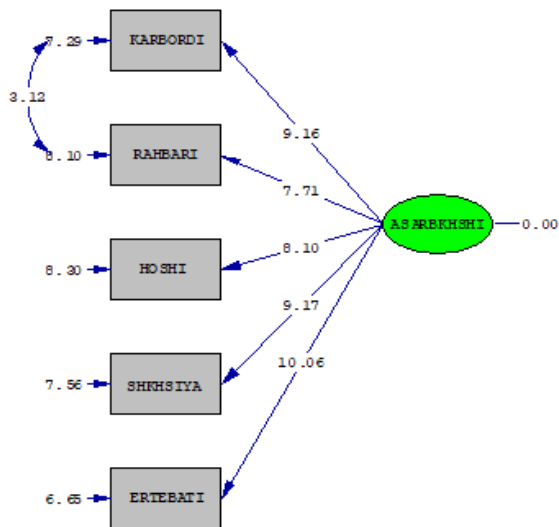 7.29
KARBORDI
3.12
9.16
8.10
RAHBARI
7.71
ASARBKHSHI
0.00
8.30
HOSHI
8.10
9.17
7.56
SHKHSIYA
10.06
6.65
ERTEBATI